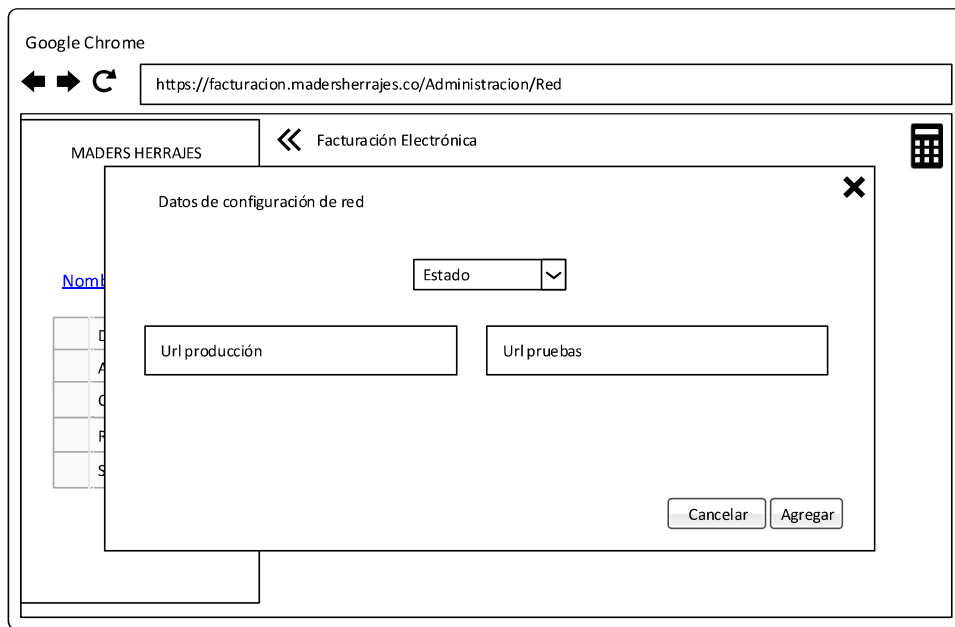 Google Chrome
https://facturacion.madersherrajes.co/Administracion/Red
MADERS HERRAJES
Facturación Electrónica
Datos de configuración de red
Estado
Url producción
Url pruebas
Cancelar
Agregar